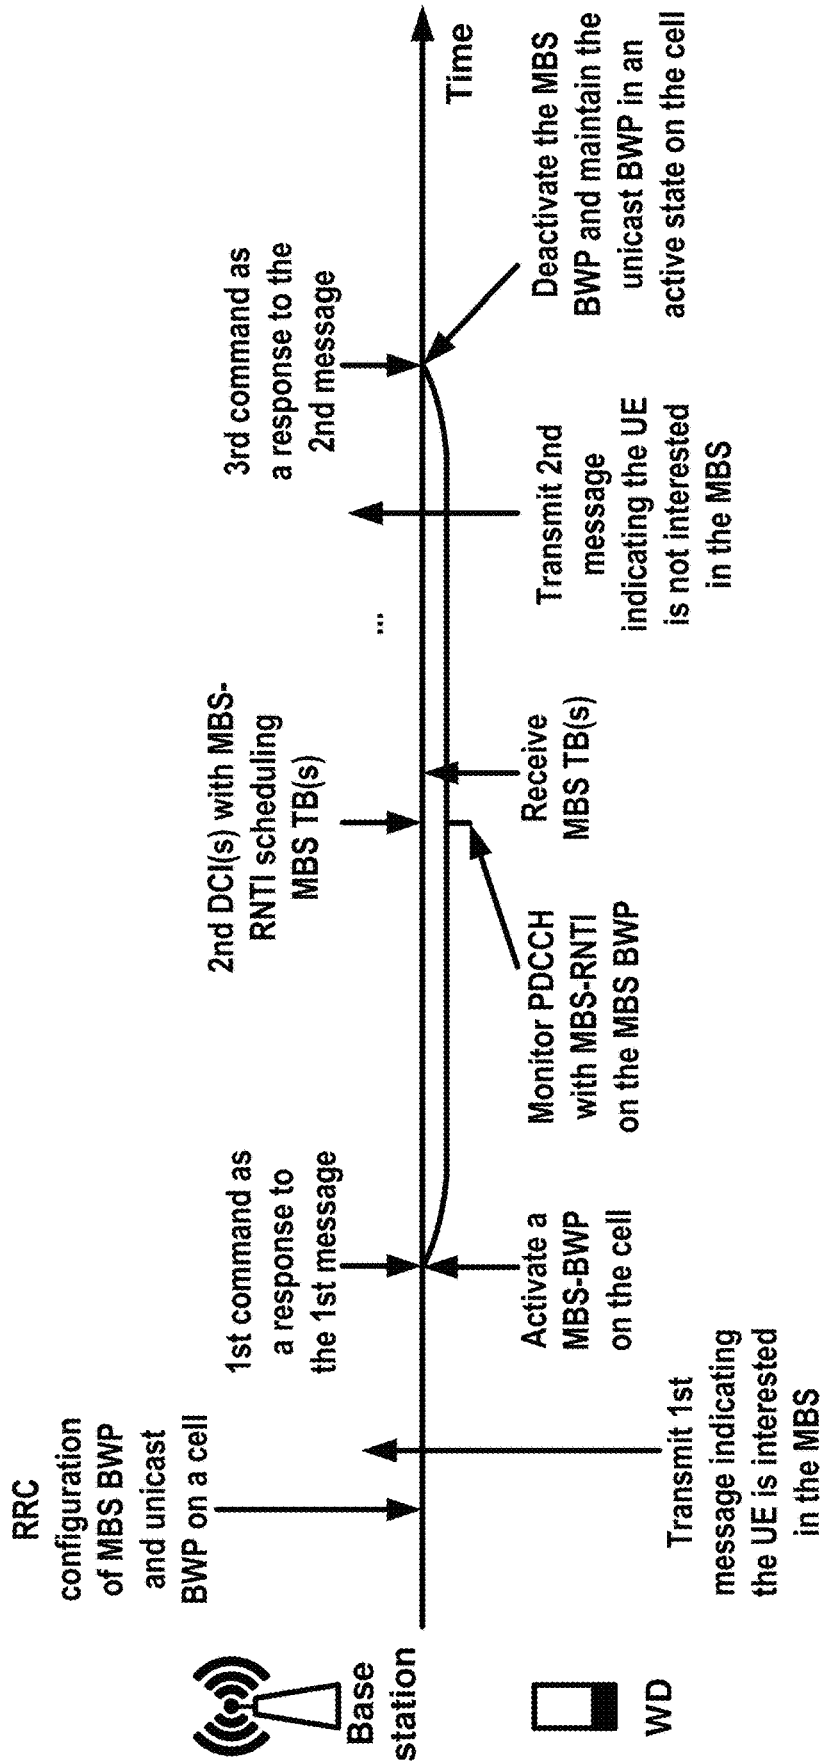 RRC
configuration
of MBS BWP
and unicast
BWP on a cell
1st command as
a response to
the 1st message
2nd DCI(s) with MBS-
RNTI scheduling
MBS TB(s)
...
3rd command as
a response to the
2nd message
Base
station
Time
WD
Transmit 1st
message indicating
the UE is interested
in the MBS
Activate a
MBS-BWP
on the cell
Monitor PDCCH
with MBS-RNTI
on the MBS BWP
Receive
MBS TB(s)
Transmit 2nd
message
indicating the UE
is not interested
in the MBS
Deactivate the MBS
BWP and maintain the
unicast BWP in an
active state on the cell